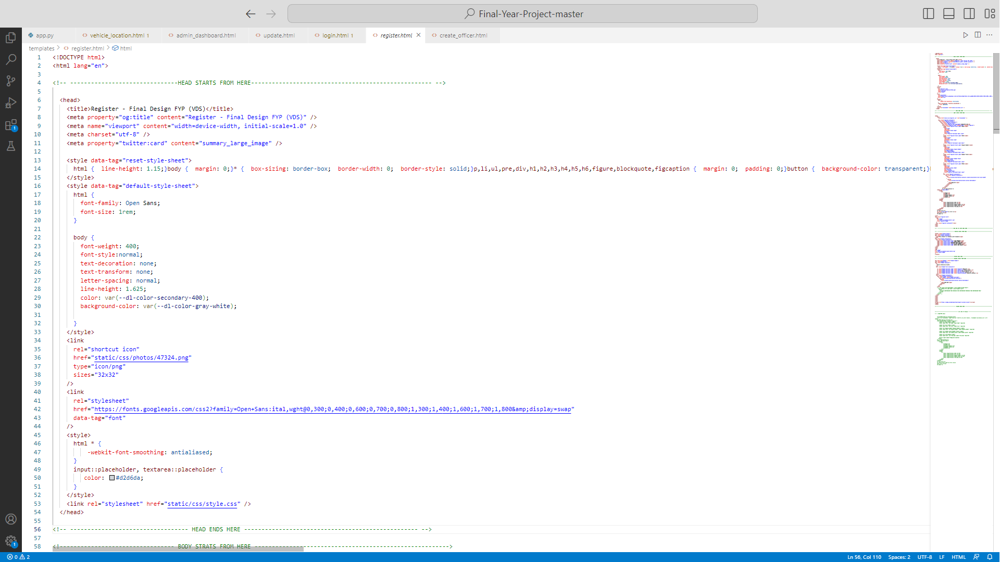 Final-Year-Project-master
app.py
vehicle_location.html 1
admin_dashboard.html
update.html
login.html 1
register.html
create_officer.html
templates > register.html > html
1 <!DOCTYPE html>
2 <html lang="en">
3
4 <!-- -------------------------------HEAD STARTS FROM HERE---------------------------------------------------- -->
5
6 <head>
7 <title>Register - Final Design FYP (VDS)</title>
8 <meta property="og:title" content="Register - Final Design FYP (VDS)" />
9 <meta name="viewport" content="width=device-width, initial-scale=1.0" />
10 <meta charset="utf-8" />
11 <meta property="twitter:card" content="summary_large_image" />
12
13 <style data-tag="reset-style-sheet">
14 html {  line-height: 1.15;}body {  margin: 0;}* {  box-sizing: border-box;  border-width: 0;  border-style: solid;}p,li,ul,pre,div,h1,h2,h3,h4,h5,h6,figure,blockquote,figcaption {  margin: 0;  padding: 0;}button {  background-color: transparent;}
15 </style>
16 <style data-tag="default-style-sheet">
17 html {
18 font-family: Open Sans;
19 font-size: 1rem;
20 }
21
22 body {
23 font-weight: 400;
24 font-style:normal;
25 text-decoration: none;
26 text-transform: none;
27 letter-spacing: normal;
28 line-height: 1.625;
29 color: var(--dl-color-secondary-400);
30 background-color: var(--dl-color-gray-white);
31
32 }
33 </style>
34 <link
35 rel="shortcut icon"
36 href="static/css/photos/47324.png"
37 type="icon/png"
38 sizes="32x32"
39 />
40 <link
41 rel="stylesheet"
42 href="https://fonts.googleapis.com/css2?family=Open+Sans:ital,wght@0,300;0,400;0,600;0,700;0,800;1,300;1,400;1,600;1,700;1,800&amp;display=swap"
43 data-tag="font"
44 />
45 <style>
46 html * {
47 -webkit-font-smoothing: antialiased;
48 }
49 input::placeholder, textarea::placeholder {
50 color: #d2d6da;
51 }
52 </style>
53 <link rel="stylesheet" href="static/css/style.css" />
54 </head>
55
56 <!-- ---------------------------------- HEAD ENDS HERE -------------------------------------------------- -->
57
58 <!--------------------------------- BODY STRATS FROM HERE -------------------------------------------------------->
1
1
0 2
Ln 56, Col 110 Spaces: 2 UTF-8 LF HTML